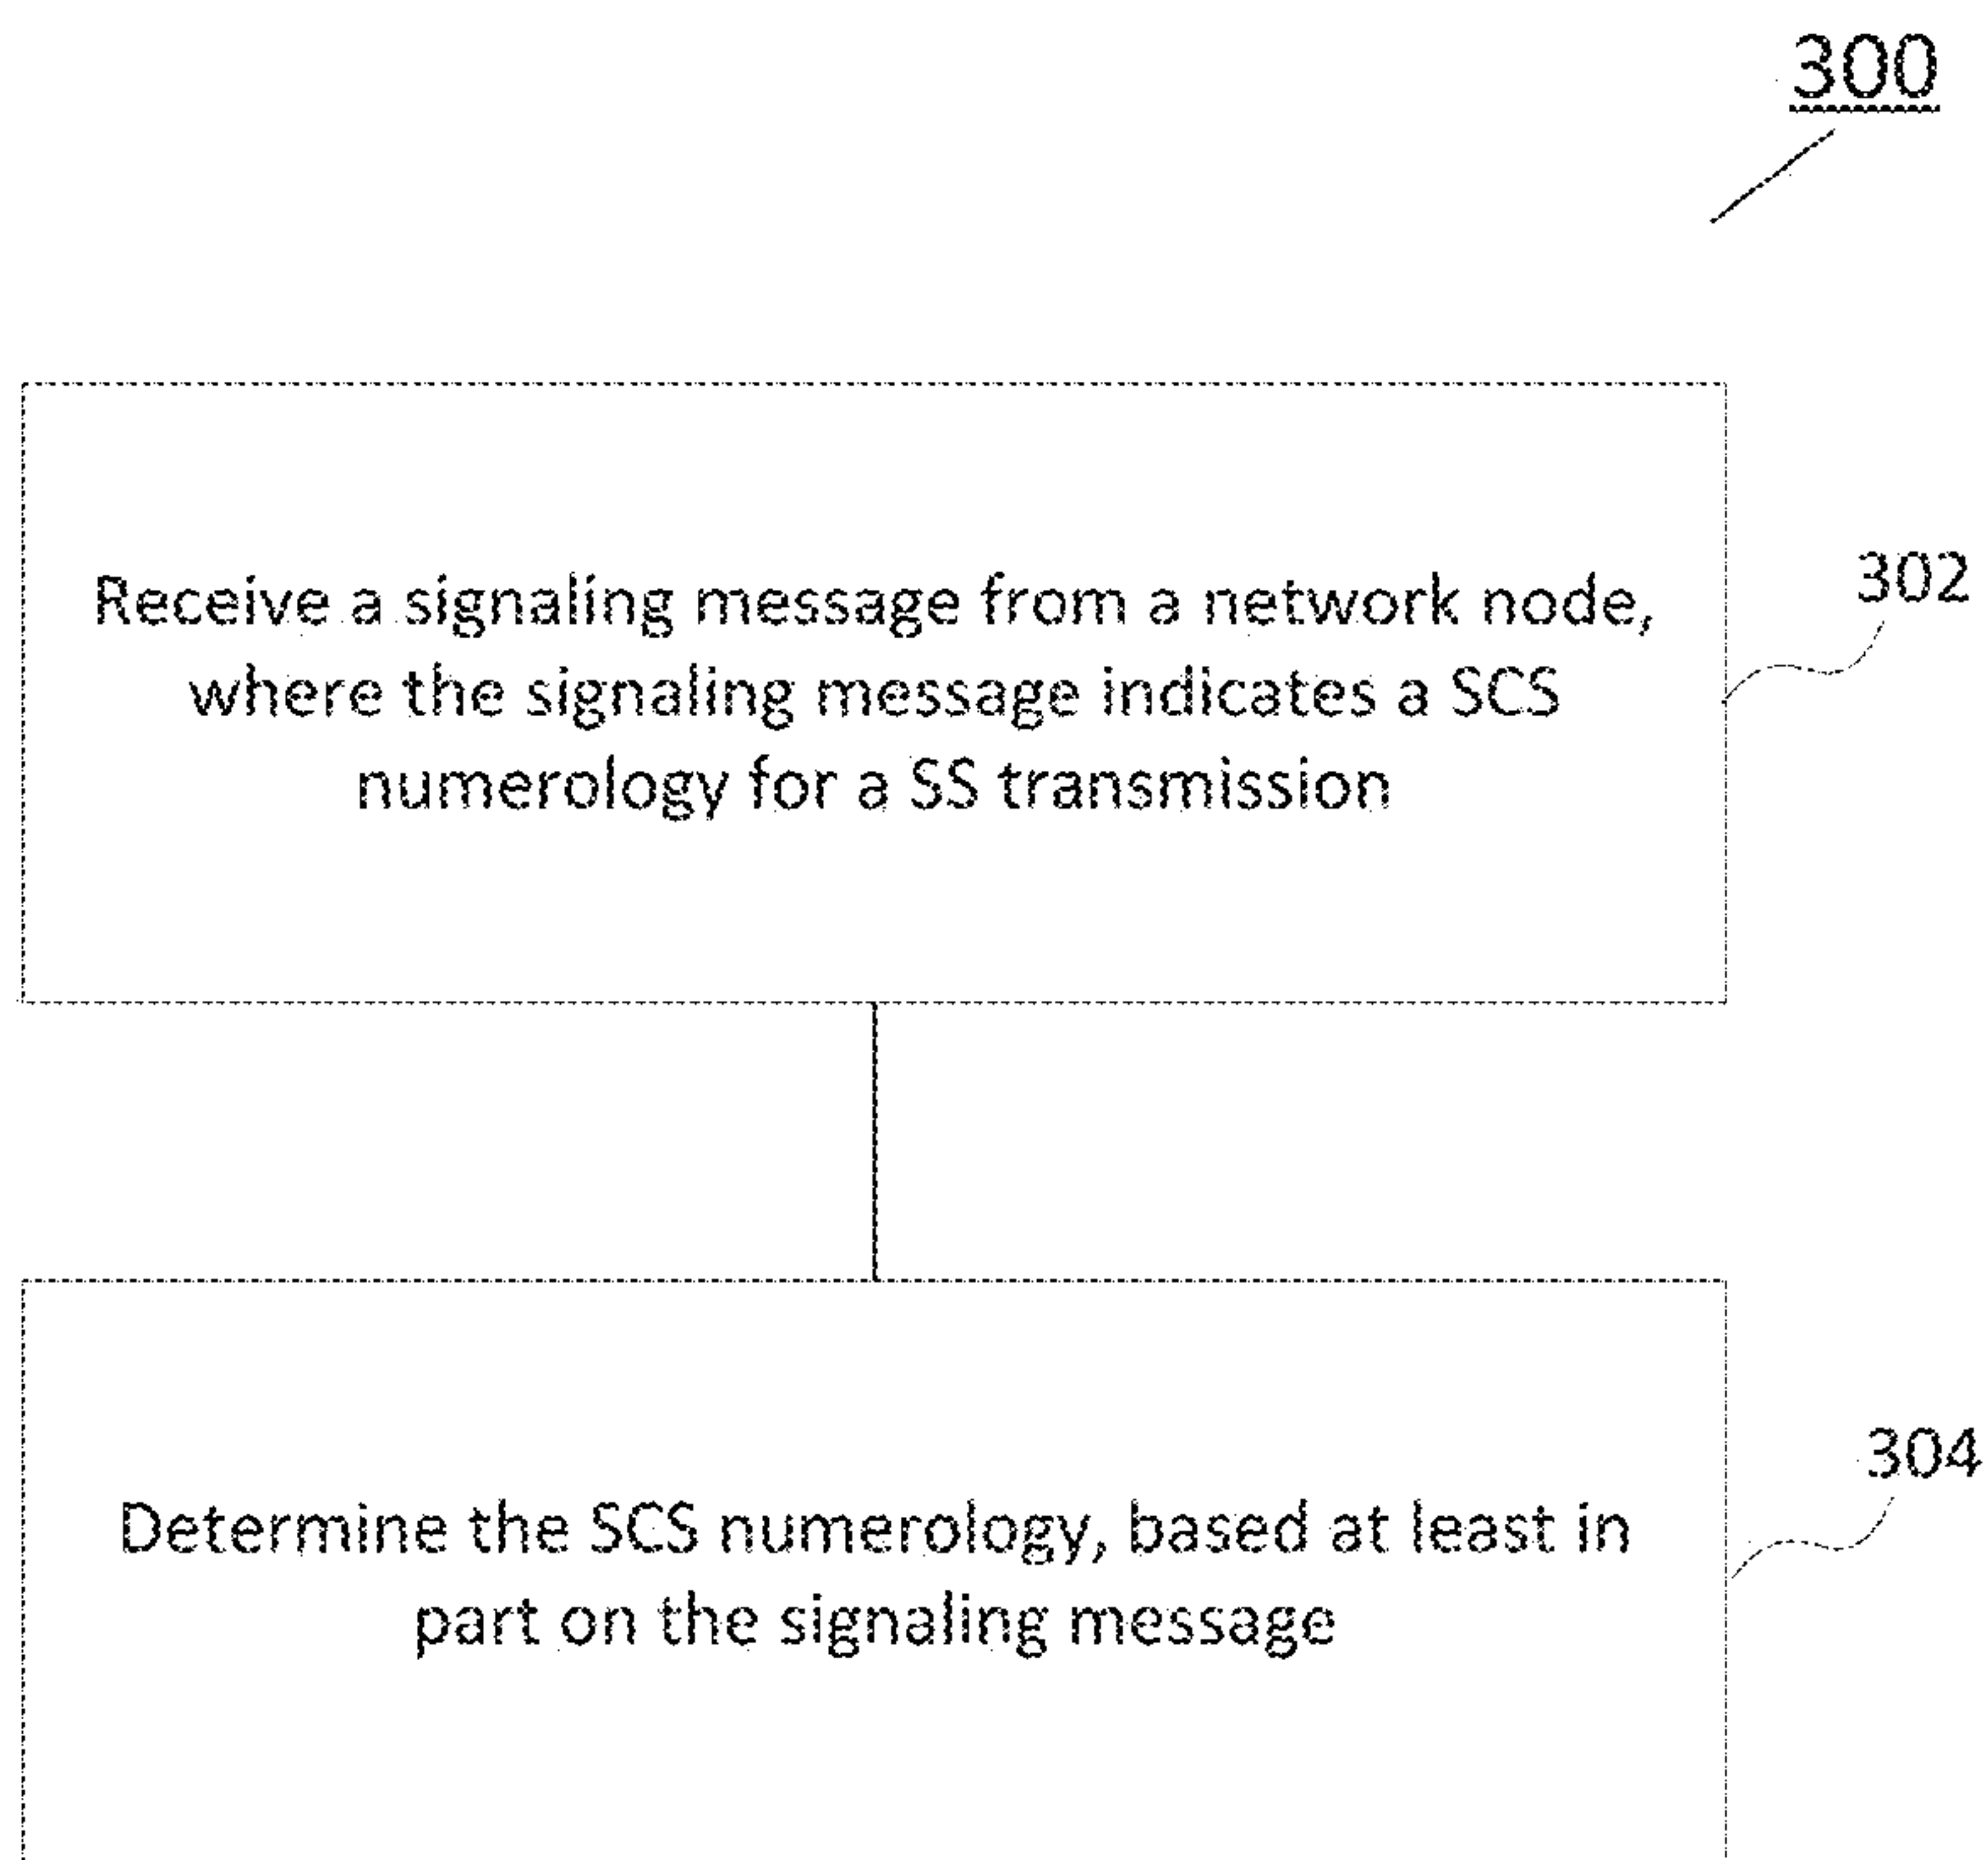 300
Receive a signaling message from a network node,
where the signaling message indicates a SCS
numerology for a SS transmission
302
Determine the SCS numerology, based at least in
part on the signaling message
304